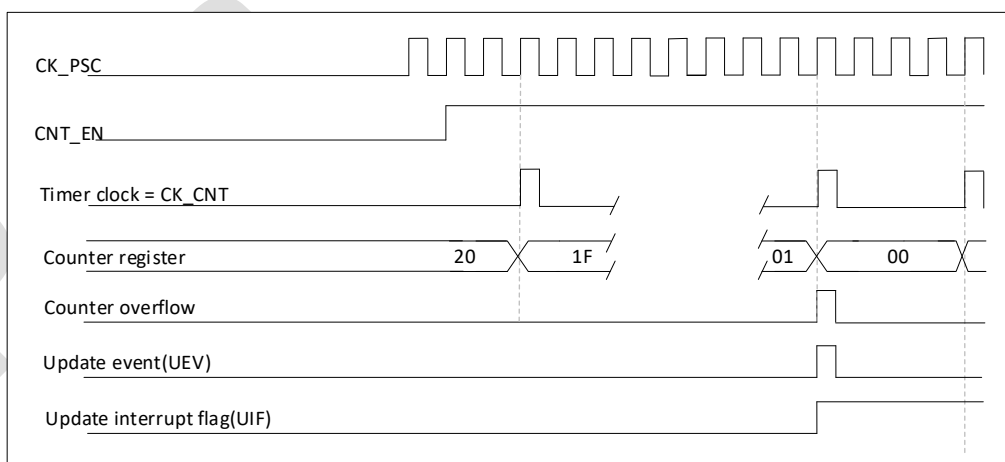 CK_PSC
CNT_EN
Timer clock = CK_CNT
Counter register 20 1F 01 00
Counter overflow
Update event(UEV)
Update interrupt flag(UIF)